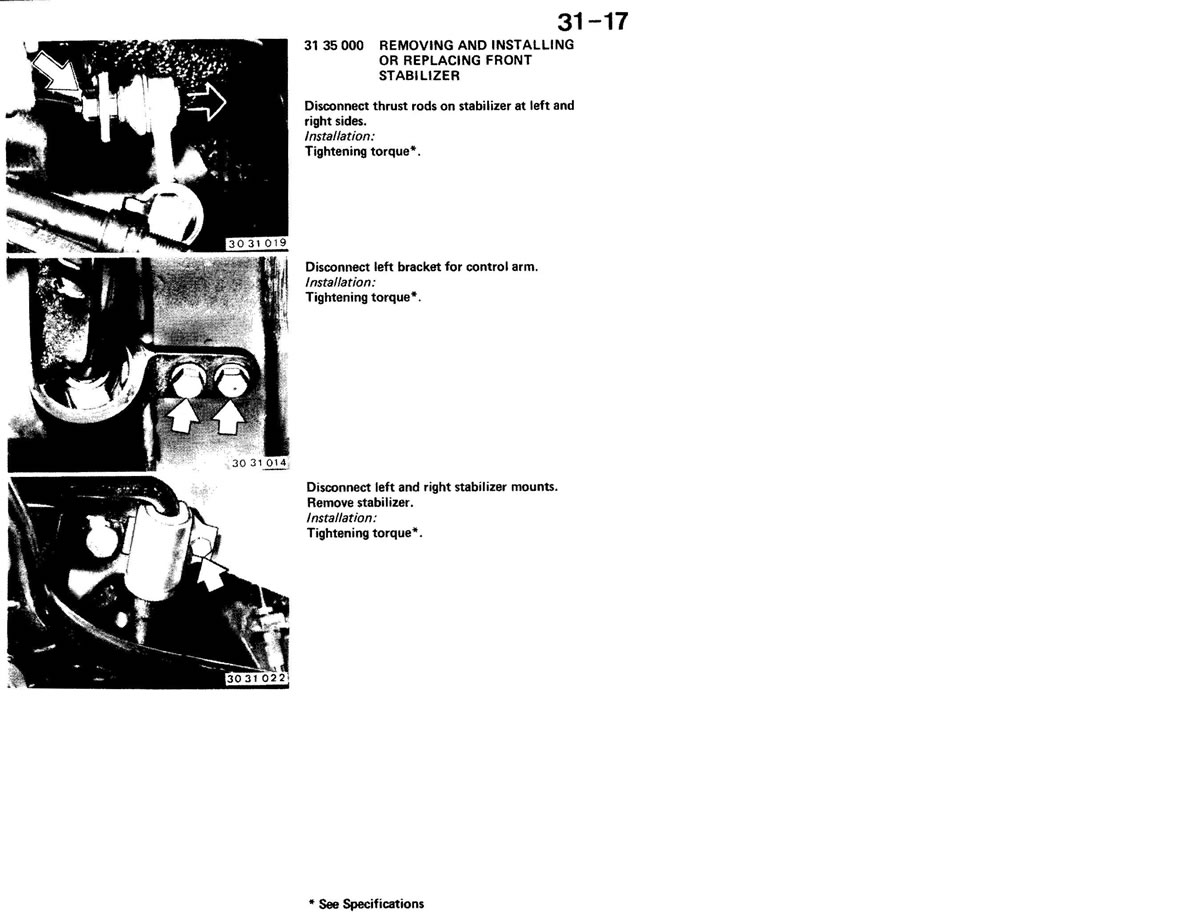 31-17
31 35 000 REMOVING AND INSTALLING
OR REPLACING FRONT
STABILIZER
Disconnect thrust rods on stabilizer at left and
right sides.
Installation:
Tightening torque*.
30 31 019
Disconnect left bracket for control arm.
Installation:
Tightening torque*.
30 31 014
Disconnect left and right stabilizer mounts.
Remove stabilizer.
Installation:
Tightening torque*.
30 31 022
* See Specifications